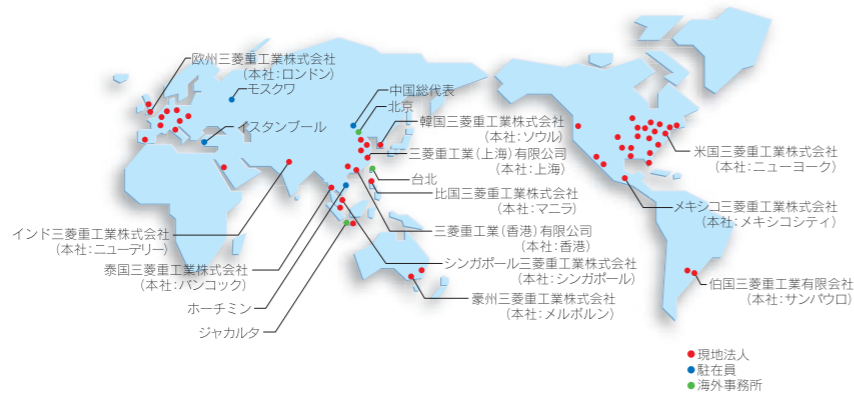 欧州三菱重工業株式会社
(本社:ロンドン)
モスクワ
イスタンブール
中国総代表
北京
韓国三菱重工業株式会社
(本社:ソウル)
三菱重工業(上海)有限公司
(本社:上海)
台北
比国三菱重工業株式会社
(本社:マニラ)
三菱重工業(香港)有限公司
(本社:香港)
シンガポール三菱重工業株式会社
(本社:シンガポール)
豪州三菱重工業株式会社
(本社:メルボルン)
インド三菱重工業株式会社
(本社:ニューデリー)
泰国三菱重工業株式会社
(本社:バンコック)
ホーチミン
ジャカルタ
米国三菱重工業株式会社
(本社:ニューヨーク)
メキシコ三菱重工業株式会社
(本社:メキシコシティ)
伯国三菱重工業有限会社
(本社:サンパウロ)
現地法人
駐在員
海外事務所